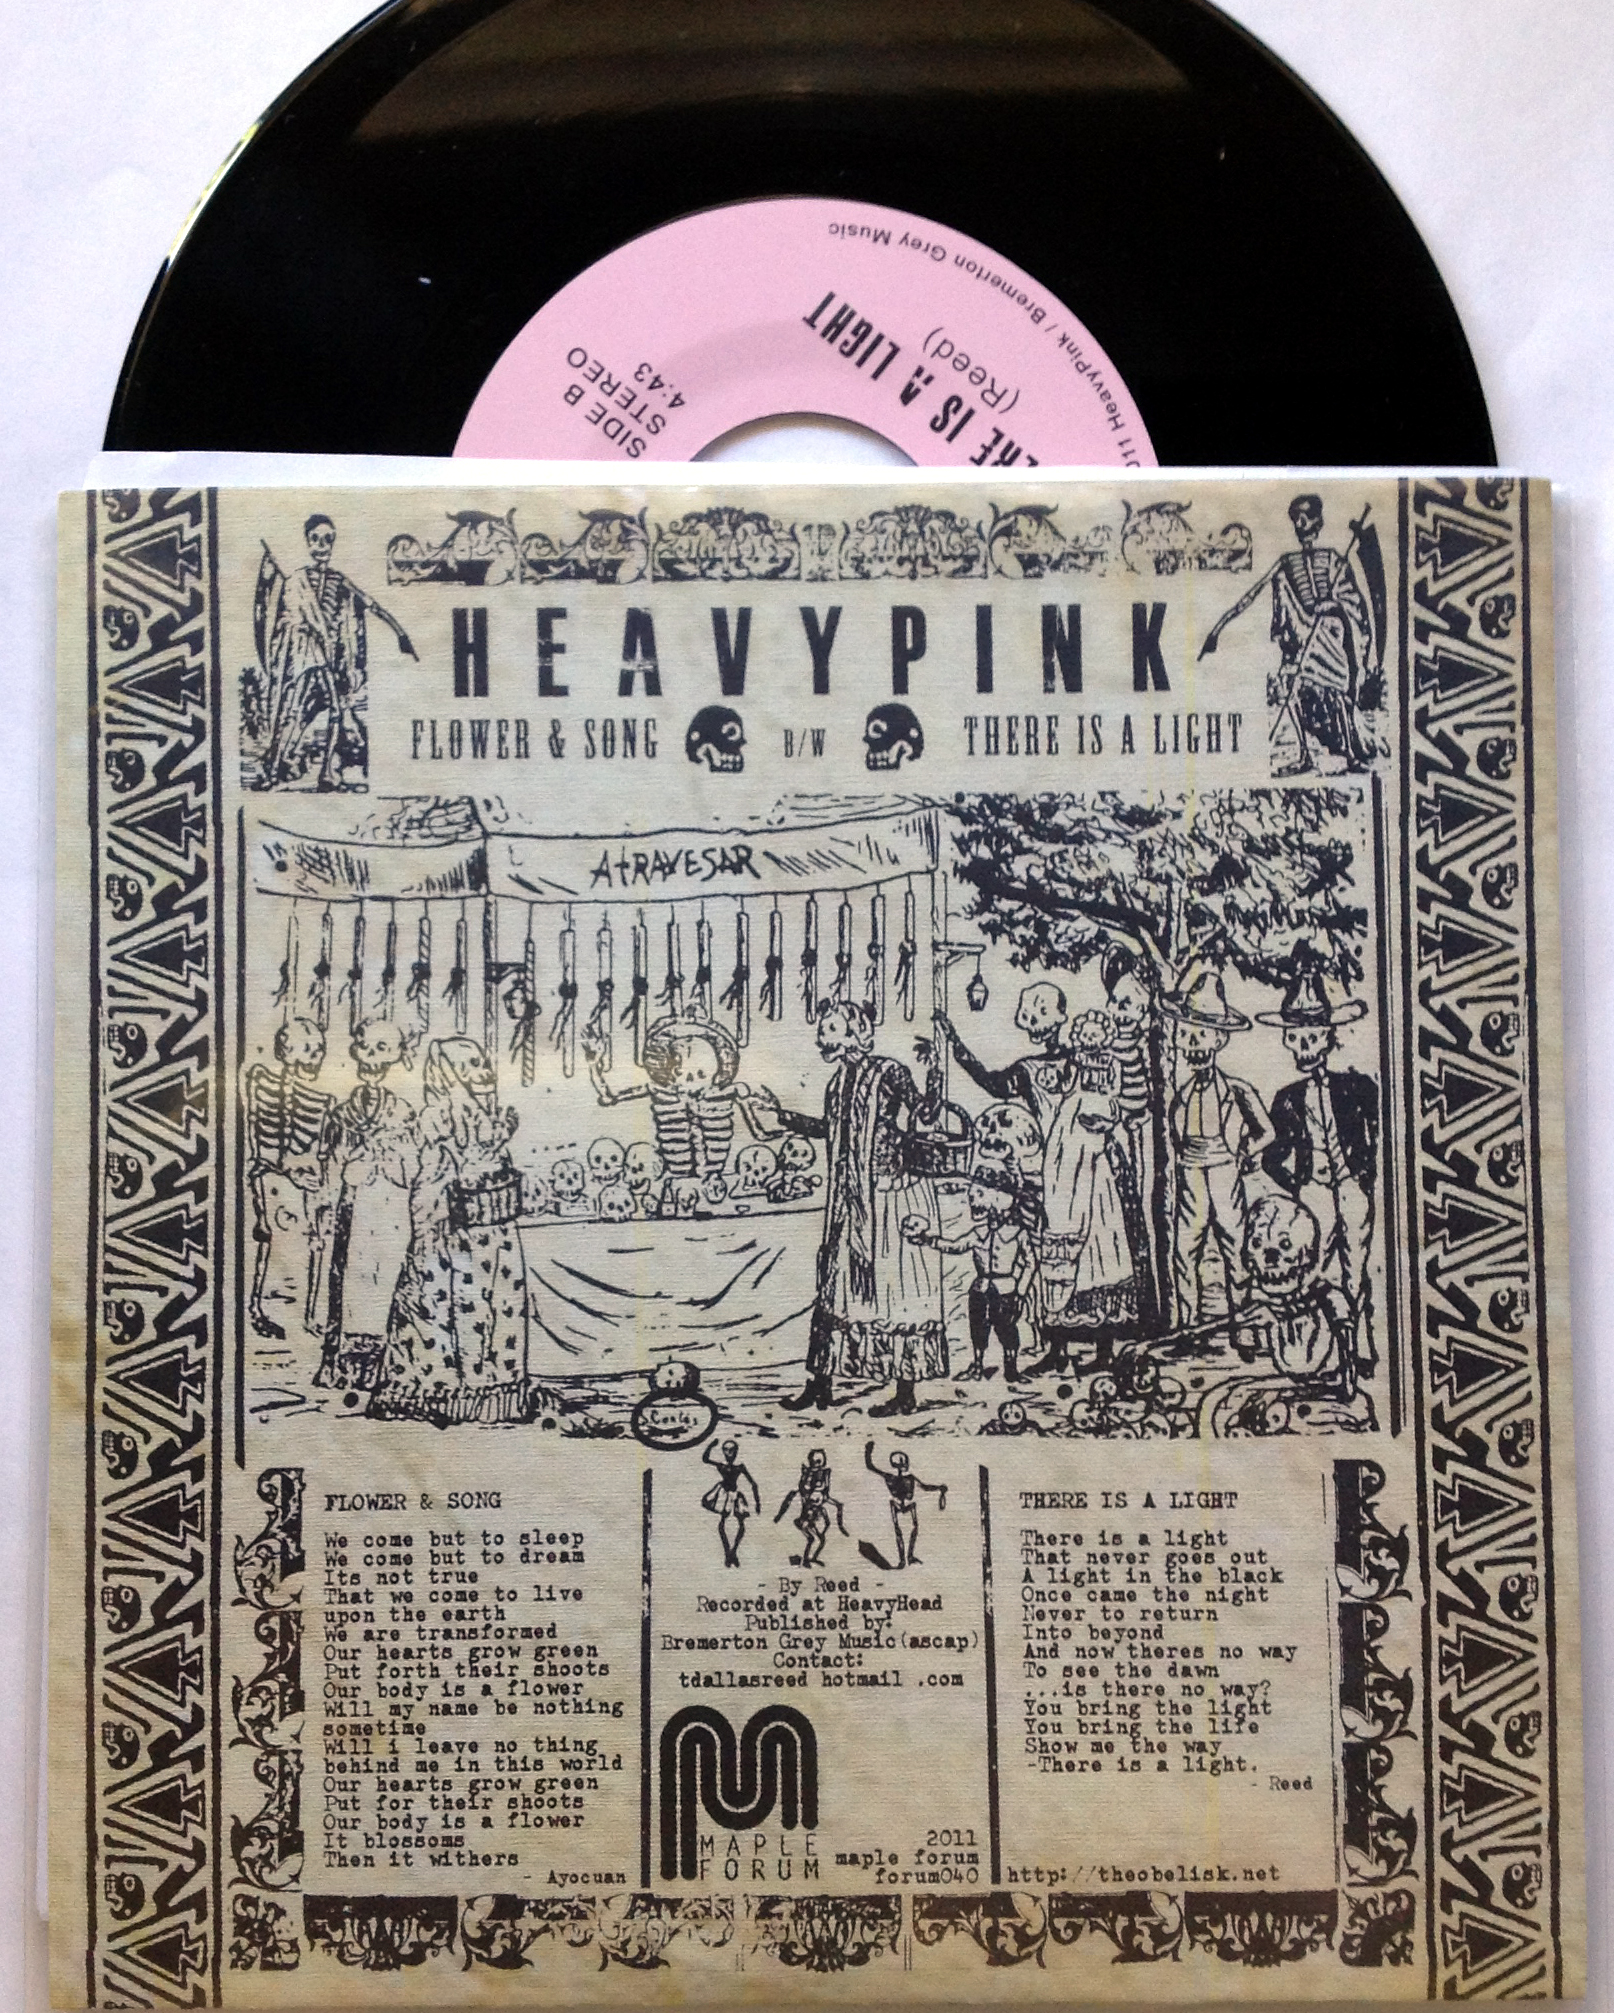 SIDE B
STEREO
4:43
ERE IS A LIGHT
(Reed)
011 HeavyPink / Bremerton Grey Music
HEAVYPINK
FLOWER & SONG B/W THERE IS A LIGHT
AtRAVESAR
FLOWER & SONG
We come but to sleep
We come but to dream
Its not true
That we come to live
upon the earth
We are transformed
Our hearts grow green
Put forth their shoots
Our body is a flower
Will my name be nothing
sometime
Will i leave no thing
behind me in this world
Our hearts grow green
Put for their shoots
Our body is a flower
It blossoms
Then it withers
- Ayocuan
- By Reed -
Recorded at HeavyHead
Published by:
Bremerton Grey Music(ascap)
Contact:
tdallasreed hotmail .com
MAPLE
FORUM
2011
maple forum
forum040
THERE IS A LIGHT
There is a light
That never goes out
A light in the black
Once came the night
Never to return
Into beyond
And now theres no way
To see the dawn
...is there no way?
You bring the light
You bring the life
Show me the way
-There is a light.
- Reed
http://theobelisk.net